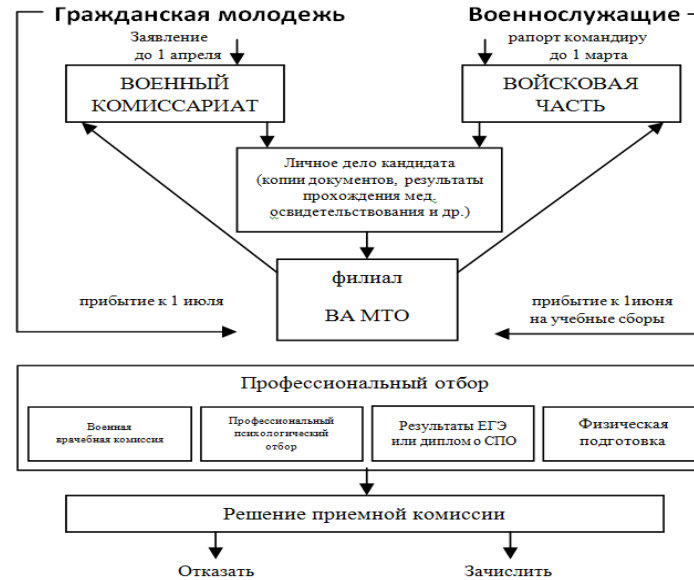 Гражданская молодежь
Военнослужащие
Заявление
до 1 апреля
рапорт командиру
до 1 марта
ВОЕННЫЙ
КОМИССАРИАТ
ВОЙСКОВАЯ
ЧАСТЬ
Личное дело кандидата
(копии документов, результаты
прохождения мед.
освидетельствования и др.)
филиал
ВА МТО
прибытие к 1 июля
прибытие к 1июня
на учебные сборы
Профессиональный отбор
Военная
врачебная комиссия
Профессиональный
психологический
отбор
Результаты ЕГЭ
или диплом о СПО
Физическая
подготовка
Решение приемной комиссии
Отказать
Зачислить